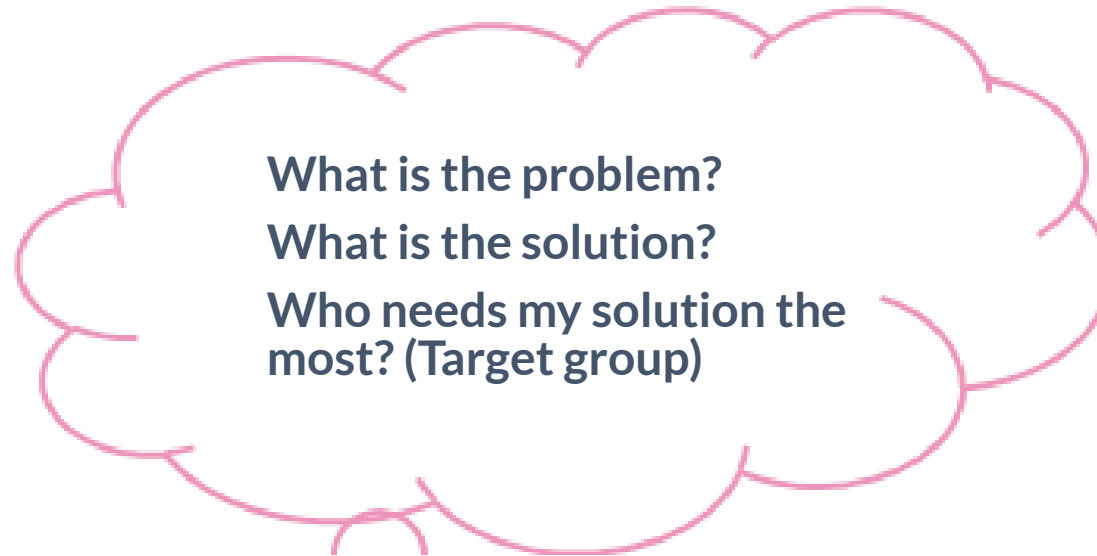 What is the problem?
What is the solution?
Who needs my solution the
most? (Target group)